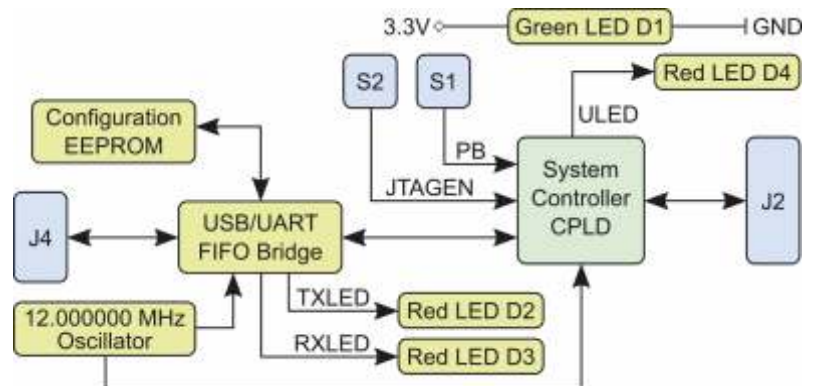 3.3V
Green LED D1
GND
S2
S1
Red LED D4
ULED
Configuration
EEPROM
PB
JTAGEN
System
Controller
CPLD
J2
J4
USB/UART
FIFO Bridge
TXLED
Red LED D2
12.000000 MHz
Oscillator
RXLED
Red LED D3